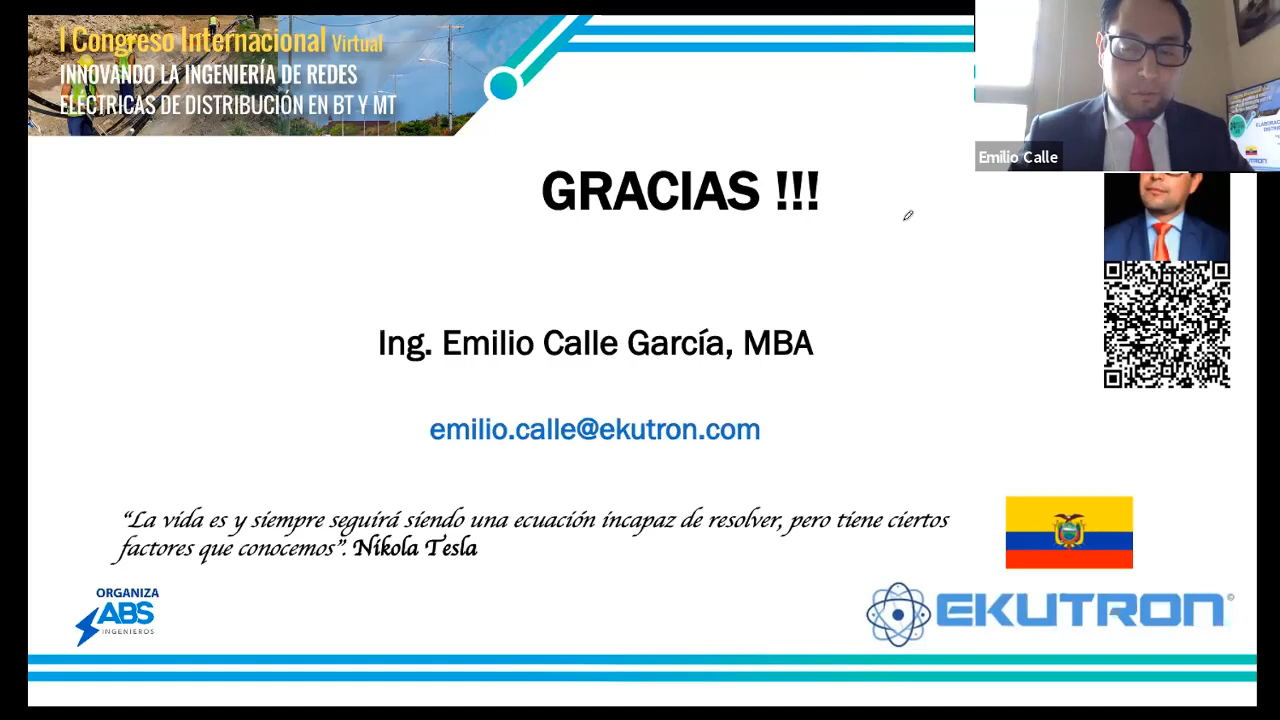 I Congreso Internacional Virtual
INNOVANDO LA INGENIERÍA DE REDES
ELÉCTRICAS DE DISTRIBUCIÓN EN BT Y MT
Emilio Calle
GRACIAS !!!
Ing. Emilio Calle García, MBA
emilio.calle@ekutron.com
“La vida es y siempre seguirá siendo una ecuación incapaz de resolver, pero tiene ciertos
factores que conocemos”. Nikola Tesla
ORGANIZA
ABS
INGENIEROS
EKUTRON©